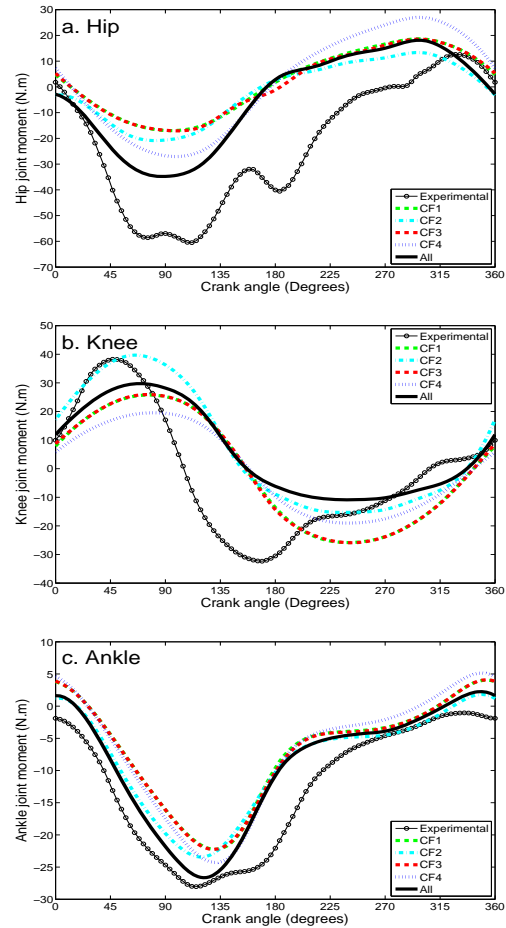 a. Hip
30
20
10
0
−10
−20
−30
−40
−50
−60
−70
Hip joint moment (N.m)
Experimental
CF1
CF2
CF3
CF4
All
0 45 90 135 180 225 270 315 360
Crank angle (Degrees)
b. Knee
50
40
30
20
10
0
−10
−20
−30
−40
Knee joint moment (N.m)
Experimental
CF1
CF2
CF3
CF4
All
0 45 90 135 180 225 270 315 360
Crank angle (Degrees)
c. Ankle
10
5
0
−5
−10
−15
−20
−25
−30
Ankle joint moment (N.m)
Experimental
CF1
CF2
CF3
CF4
All
0 45 90 135 180 225 270 315 360
Crank angle (degrees)